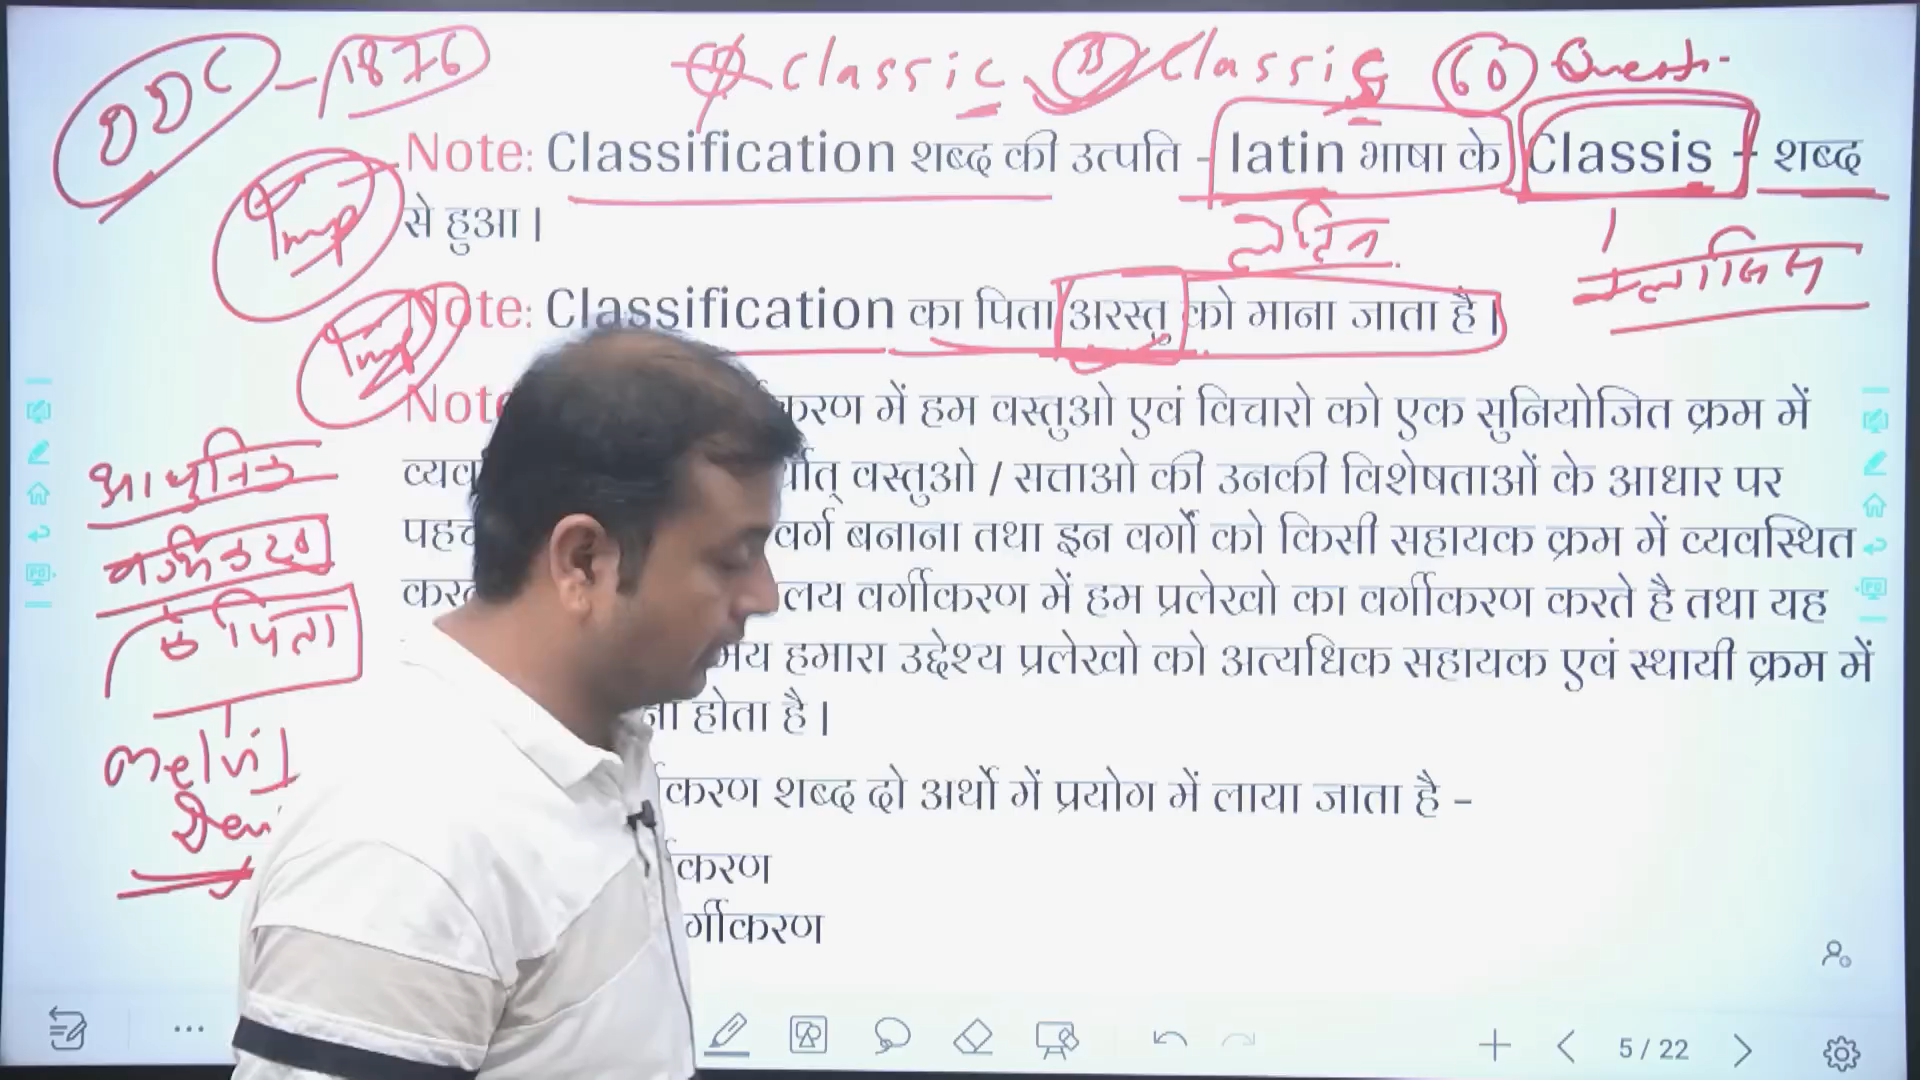 DDC - 1876
Classic Classis 60 Questi.
Note: Classification शब्द की उत्पति - latin भाषा के Classis - शब्द
से हुआ।
Imp
लेटिन
क्लासिस
Note: Classification का पिता अरस्तु को माना जाता है।
Imp
Note करण में हम वस्तुओ एवं विचारो को एक सुनियोजित क्रम में
आधुनिक
वर्गीकरण
के पिता
melvil
व्यव र्थात् वस्तुओ / सत्ताओ की उनकी विशेषताओं के आधार पर
पहच वर्ग बनाना तथा इन वर्गों को किसी सहायक क्रम में व्यवस्थित
कर लय वर्गीकरण में हम प्रलेखो का वर्गीकरण करते है तथा यह
मय हमारा उद्देश्य प्रलेखो को अत्यधिक सहायक एवं स्थायी क्रम में
ना होता है।
करण शब्द दो अर्थो में प्रयोग में लाया जाता है –
किरण
र्गीकरण
5 / 22